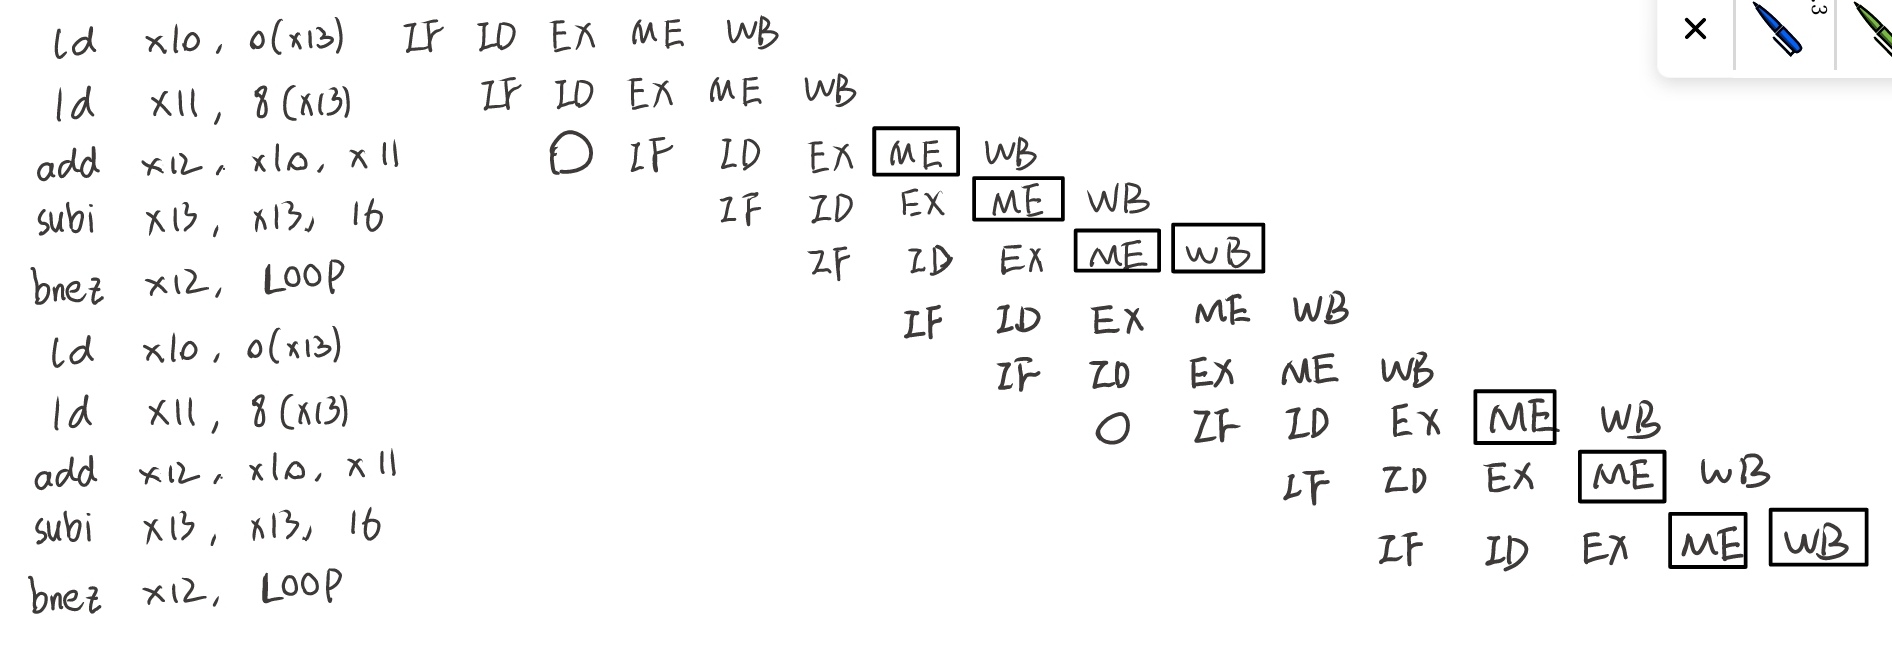 ld x10, 0(x13) IF ID EX ME WB
ld x11, 8(x13) IF ID EX ME WB
add x12, x10, x11 O IF ID EX ME WB
subi x13, x13, 16 IF ID EX ME WB
bnez x12, LOOP IF ID EX ME WB
ld x10, 0(x13) IF ID EX ME WB
ld x11, 8(x13) IF ID EX ME WB
add x12, x10, x11 O IF ID EX ME WB
subi x13, x13, 16 IF ID EX ME WB
bnez x12, LOOP IF ID EX ME WB
.3